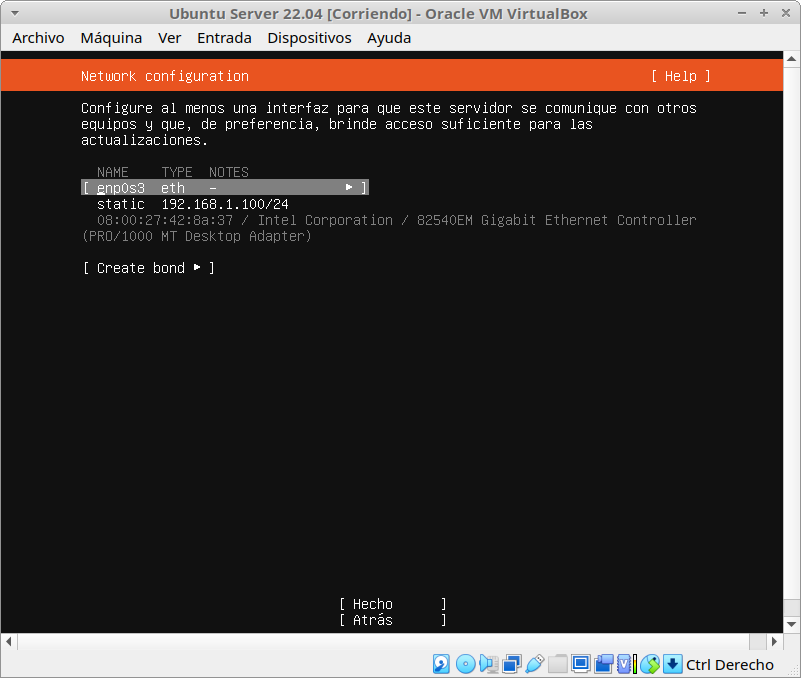 Ubuntu Server 22.04 [Corriendo] - Oracle VM VirtualBox
Archivo Máquina Ver Entrada Dispositivos Ayuda
Network configuration [ Help ]
Configure al menos una interfaz para que este servidor se comunique con otros
equipos y que, de preferencia, brinde acceso suficiente para las
actualizaciones.
NAME TYPE NOTES
[ enp0s3 eth - ▸ ]
static 192.168.1.100/24
08:00:27:42:8a:37 / Intel Corporation / 82540EM Gigabit Ethernet Controller
(PRO/1000 MT Desktop Adapter)
[ Create bond ▸ ]
[ Hecho ]
[ Atrás ]
Ctrl Derecho